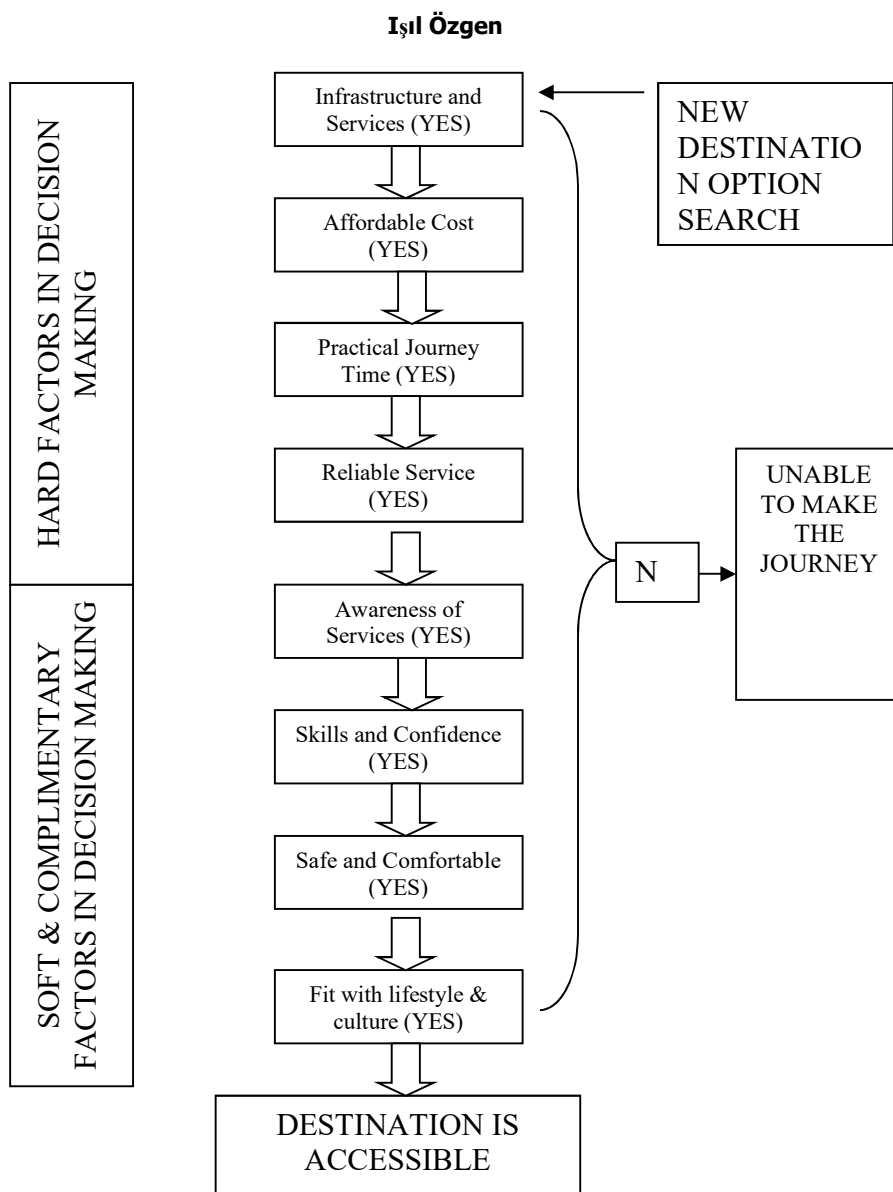 Işıl Özgen
HARD FACTORS IN DECISION
MAKING
SOFT & COMPLIMENTARY
FACTORS IN DECISION MAKING
Infrastructure and
Services (YES)
Affordable Cost
(YES)
Practical Journey
Time (YES)
Reliable Service
(YES)
Awareness of
Services (YES)
Skills and Confidence
(YES)
Safe and Comfortable
(YES)
Fit with lifestyle &
culture (YES)
DESTINATION IS
ACCESSIBLE
NEW
DESTINATIO
N OPTION
SEARCH
N
UNABLE
TO MAKE
THE
JOURNEY